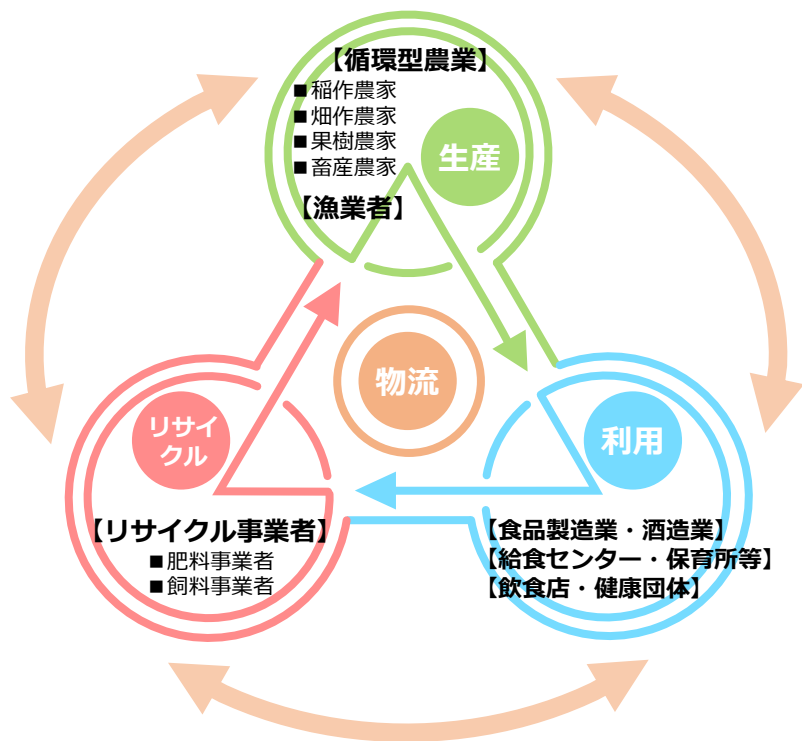 【循環型農業】
■稲作農家
■畑作農家
■果樹農家
■畜産農家
【漁業者】
生産
物流
リサイ
クル
【リサイクル事業者】
■肥料事業者
■飼料事業者
利用
【食品製造業・酒造業】
【給食センター・保育所等】
【飲食店・健康団体】